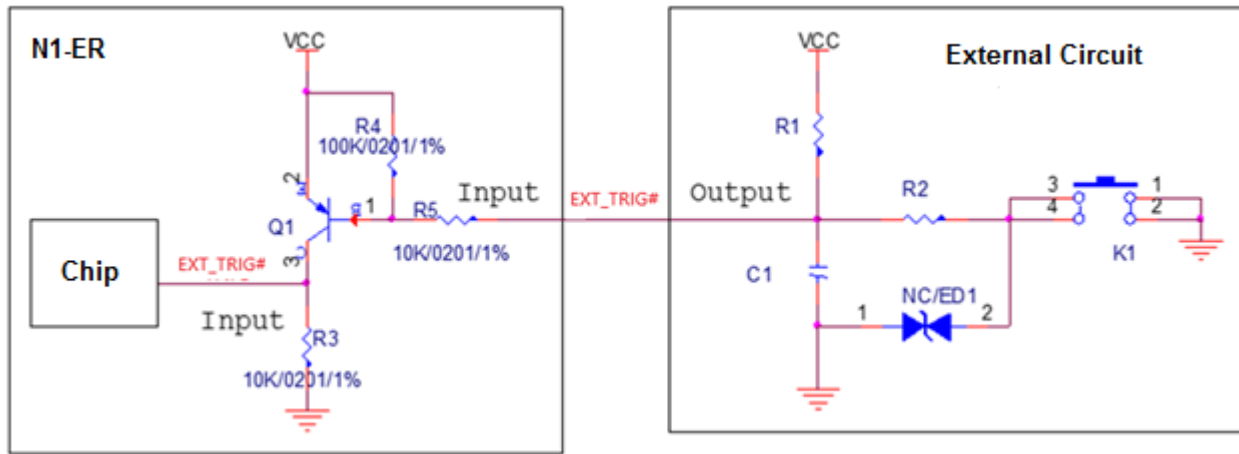 N1-ER
VCC
R4
100K/0201/1%
2
E
Q1
B
1
R5
10K/0201/1%
Input
EXT_TRIG#
C
3
Chip
EXT_TRIG#
Input
R3
10K/0201/1%
External Circuit
VCC
R1
Output
R2
3
4
1
2
K1
C1
NC/ED1
1
2